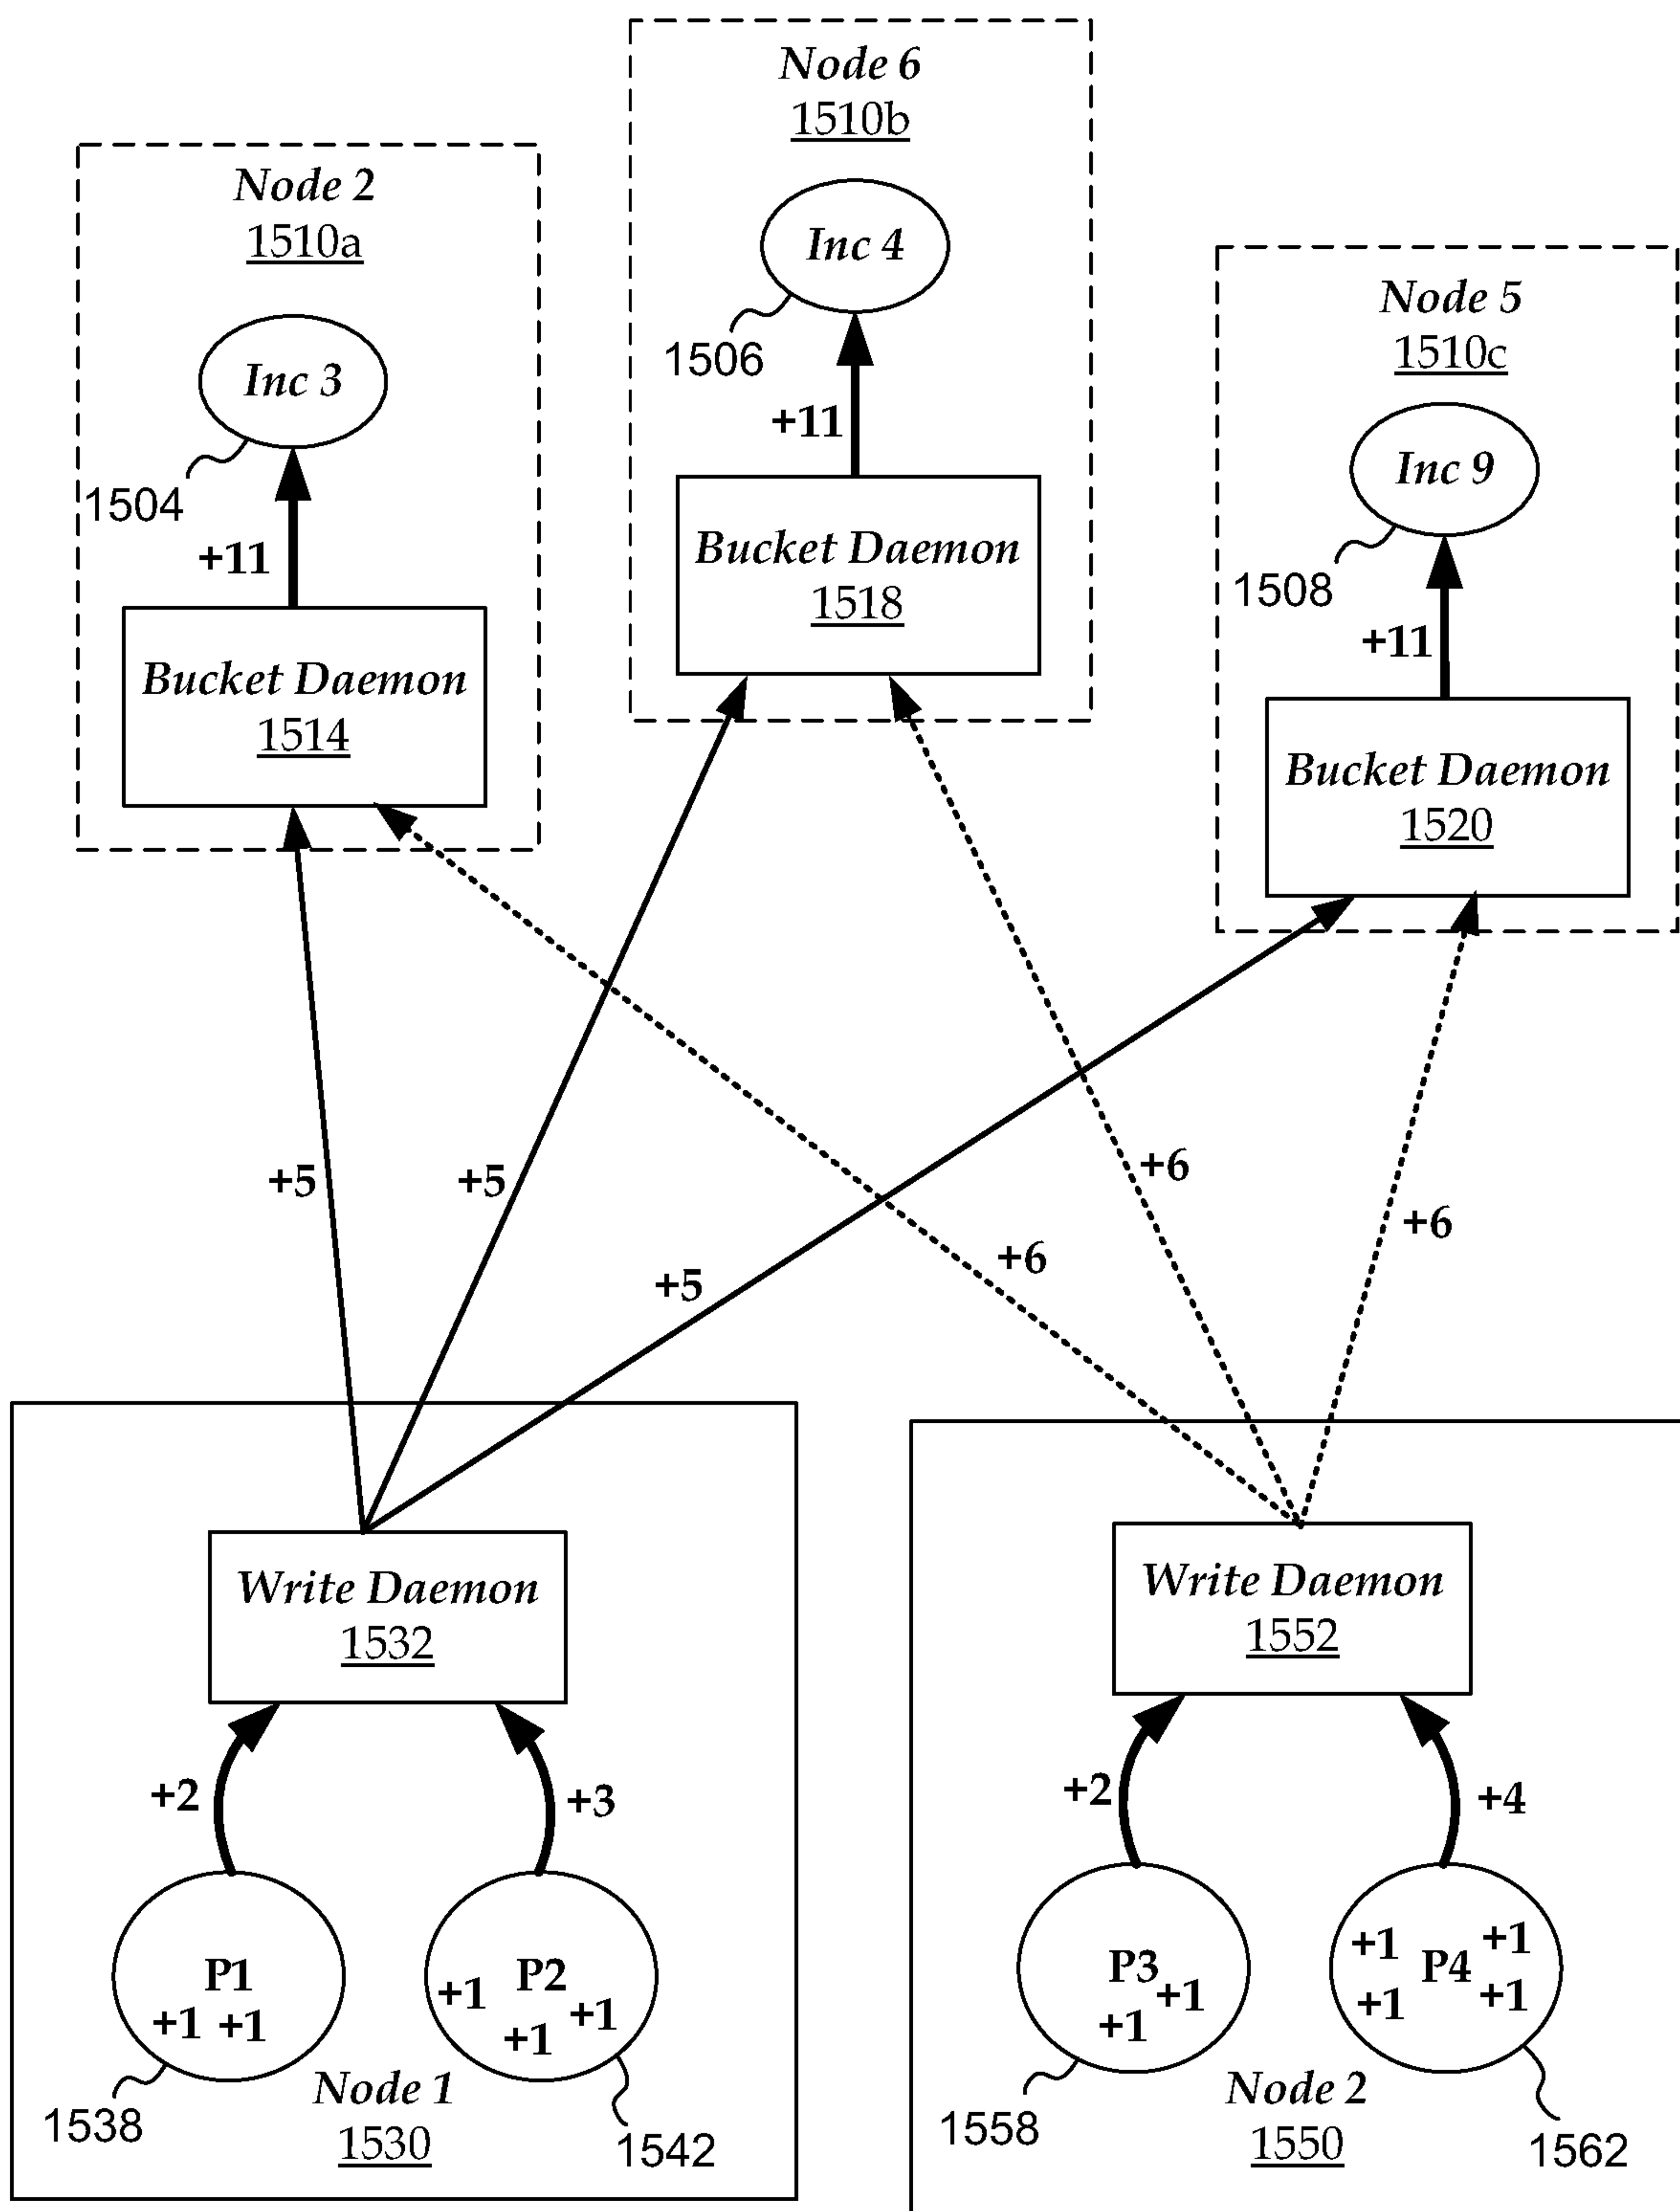 Node 6
1510b
Inc 4
1506
+11
Bucket Daemon
1518
Node 2
1510a
Inc 3
1504
+11
Bucket Daemon
1514
Node 5
1510c
Inc 9
1508
+11
Bucket Daemon
1520
+5
+5
+5
+6
+6
+6
Write Daemon
1532
+2
+3
P1
+1 +1
P2
+1
+1
+1
Node 1
1530
1538
1542
Write Daemon
1552
+2
+4
P3
+1
+1
+1
P4
+1
+1
+1
Node 2
1550
1558
1562